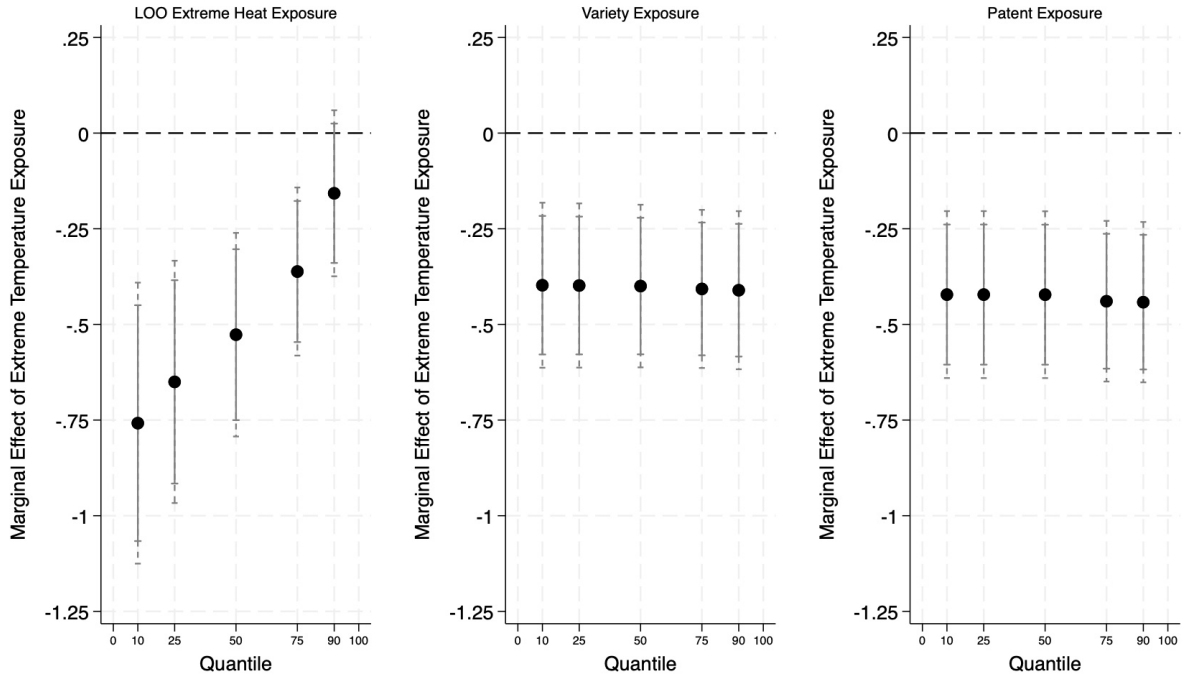 LOO Extreme Heat Exposure
Marginal Effect of Extreme Temperature Exposure
.25
0
-.25
-.5
-.75
-1
-1.25
0 10 25 50 75 90 100
Quantile
Variety Exposure
Marginal Effect of Extreme Temperature Exposure
.25
0
-.25
-.5
-.75
-1
-1.25
0 10 25 50 75 90 100
Quantile
Patent Exposure
Marginal Effect of Extreme Temperature Exposure
.25
0
-.25
-.5
-.75
-1
-1.25
0 10 25 50 75 90 100
Quantile